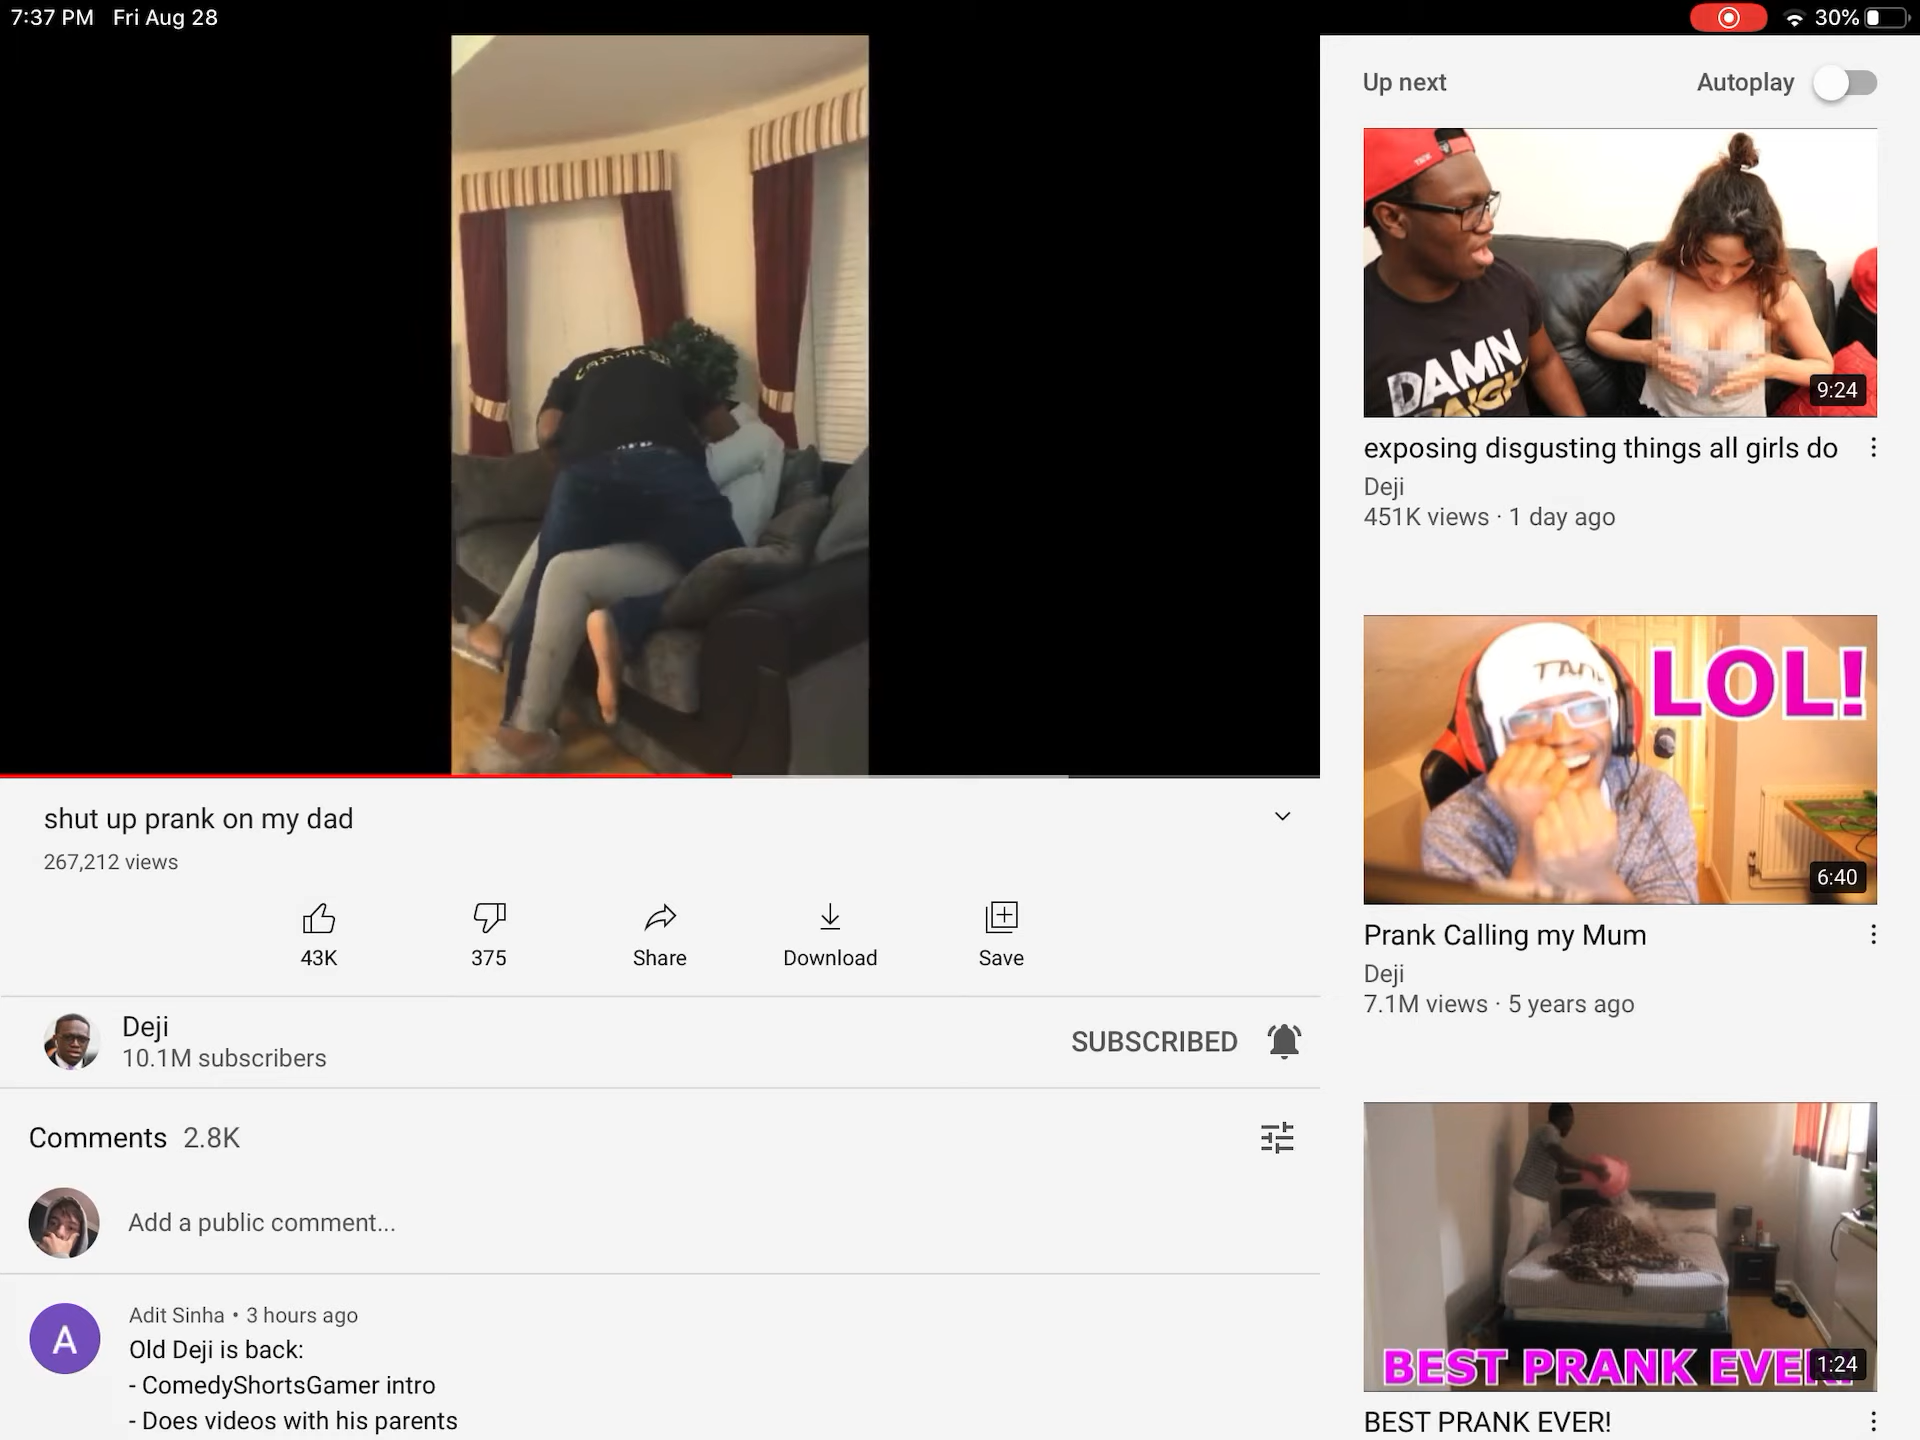 7:37 PM Fri Aug 28
30%
Up next
Autoplay
DAMN
9:24
exposing disgusting things all girls do
Deji
451K views · 1 day ago
LOL!
6:40
Prank Calling my Mum
Deji
7.1M views · 5 years ago
BEST PRANK
1:24
BEST PRANK EVER!
shut up prank on my dad
267,212 views
43K
375
Share
Download
Save
Deji
10.1M subscribers
SUBSCRIBED
Comments 2.8K
Add a public comment...
A
Adit Sinha • 3 hours ago
Old Deji is back:
- ComedyShortsGamer intro
- Does videos with his parents